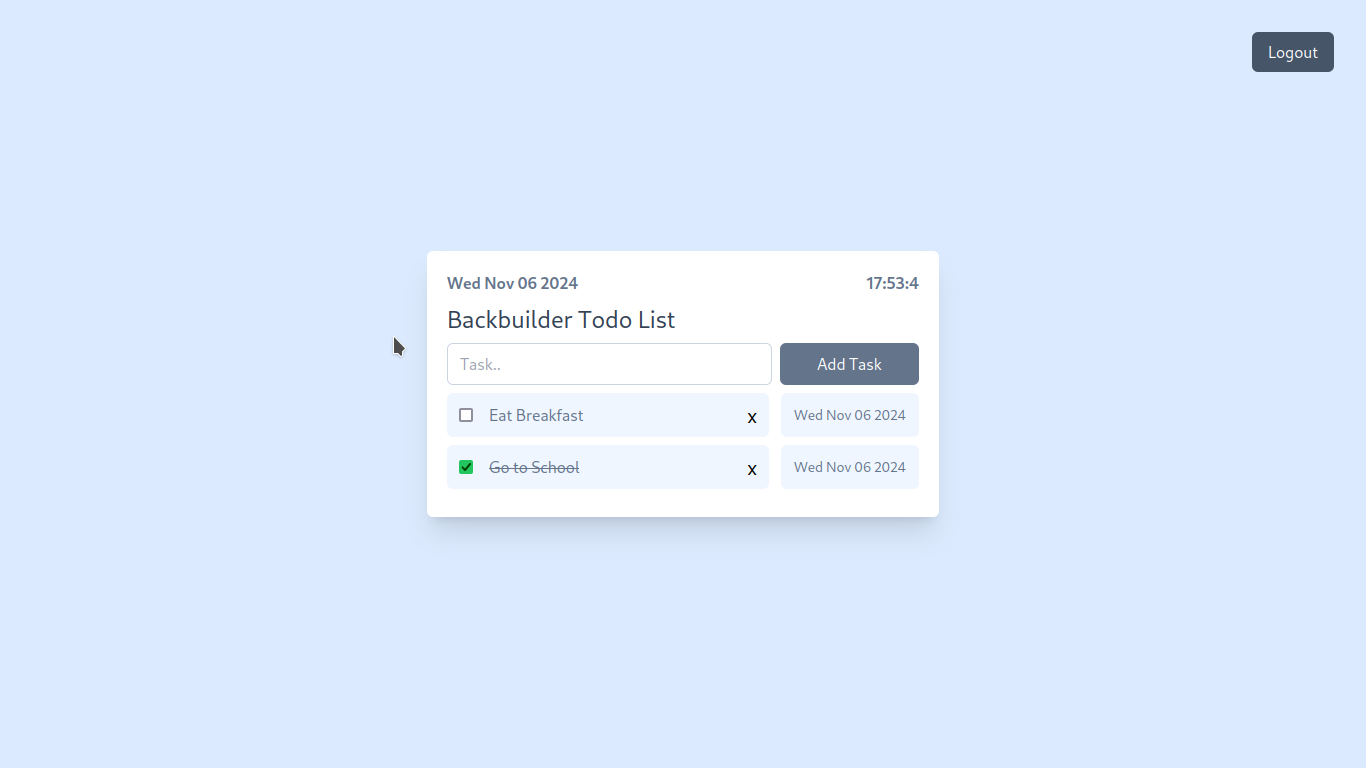 Logout
Wed Nov 06 2024 17:53:4
Backbuilder Todo List
Task.. Add Task
Eat Breakfast x Wed Nov 06 2024
Go to School x Wed Nov 06 2024